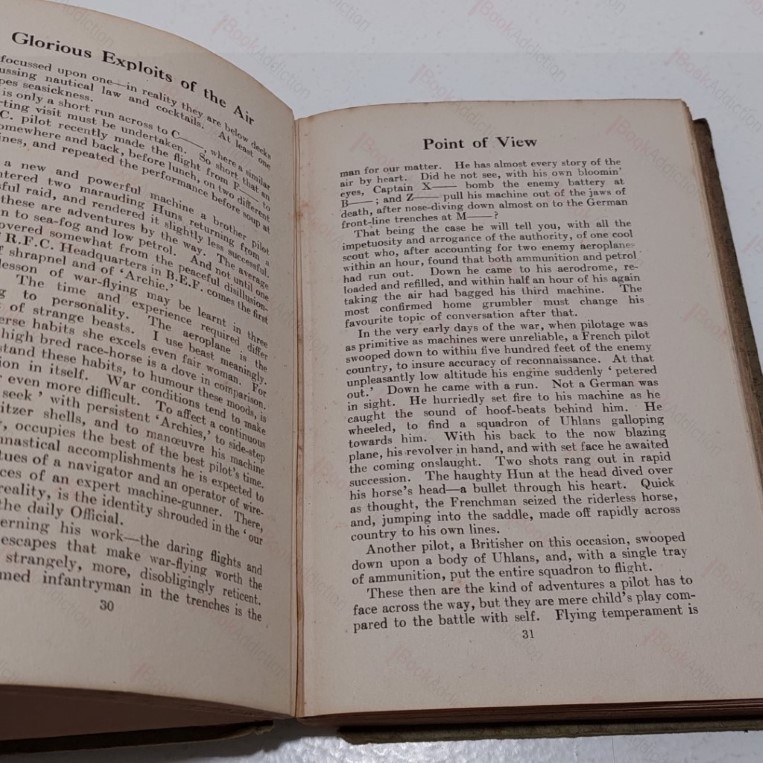 Glorious Exploits of the Air
focussed upon one—in reality they are below decks
ussing nautical law and cocktails. At least one
pes seasickness.
is only a short run across to C——, where a similar
rting visit must be undertaken. So short that an
C. pilot recently made the flight from F—— to
omewhere and back, before lunch, on two different
ines, and repeated the performance before soup at
a new and powerful machine a brother pilot
ntered two marauding Huns returning from a
sful raid, and rendered it slightly less successful.
these are adventures by the way. The average
n to sea-fog and low petrol. And not until one
covered somewhat from the peaceful disillusion
f R.F.C. Headquarters in B.E.F. comes the first
f shrapnel and of 'Archie.'
lesson of war-flying may be learnt in three
The time and experience required differ
g to personality. The aeroplane is the
t of strange beasts. I use beast meaningly.
erse habits she excels even fair woman. For
high bred race-horse is a dove in comparison.
stand these habits, to humour these moods, is
ion in itself. War conditions tend to make
r even more difficult. To affect a continuous
seek' with persistent 'Archies,' to side-step
itzer shells, and to manœuvre his machine
, occupies the best of the best pilot's time.
nastical accomplishments he is expected to
tues of a navigator and an operator of wire-
ces of an expert machine-gunner. There,
reality, is the identity shrouded in the 'our
the daily Official.
erning his work—the daring flights and
escapes that make war-flying worth the
strangely, more, disobligingly reticent.
med infantryman in the trenches is the
30
Point of View
man for our matter. He has almost every story of the
air by heart. Did he not see, with his own bloomin'
eyes, Captain X—— bomb the enemy battery at
B——; and Z—— pull his machine out of the jaws of
death, after nose-diving down almost on to the German
front-line trenches at M——?
That being the case he will tell you, with all the
impetuosity and arrogance of the authority, of one cool
scout who, after accounting for two enemy aeroplanes
within an hour, found that both ammunition and petrol
had run out. Down he came to his aerodrome, re-
loaded and refilled, and within half an hour of his again
taking the air had bagged his third machine. The
most confirmed home grumbler must change his
favourite topic of conversation after that.
In the very early days of the war, when pilotage was
as primitive as machines were unreliable, a French pilot
swooped down to within five hundred feet of the enemy
country, to insure accuracy of reconnaissance. At that
unpleasantly low altitude his engine suddenly 'petered
out.' Down he came with a run. Not a German was
in sight. He hurriedly set fire to his machine as he
caught the sound of hoof-beats behind him. He
wheeled, to find a squadron of Uhlans galloping
towards him. With his back to the now blazing
plane, his revolver in hand, and with set face he awaited
the coming onslaught. Two shots rang out in rapid
succession. The haughty Hun at the head dived over
his horse's head—a bullet through his heart. Quick
as thought, the Frenchman seized the riderless horse,
and, jumping into the saddle, made off rapidly across
country to his own lines.
Another pilot, a Britisher on this occasion, swooped
down upon a body of Uhlans, and, with a single tray
of ammunition, put the entire squadron to flight.
These then are the kind of adventures a pilot has to
face across the way, but they are mere child's play com-
pared to the battle with self. Flying temperament is
31